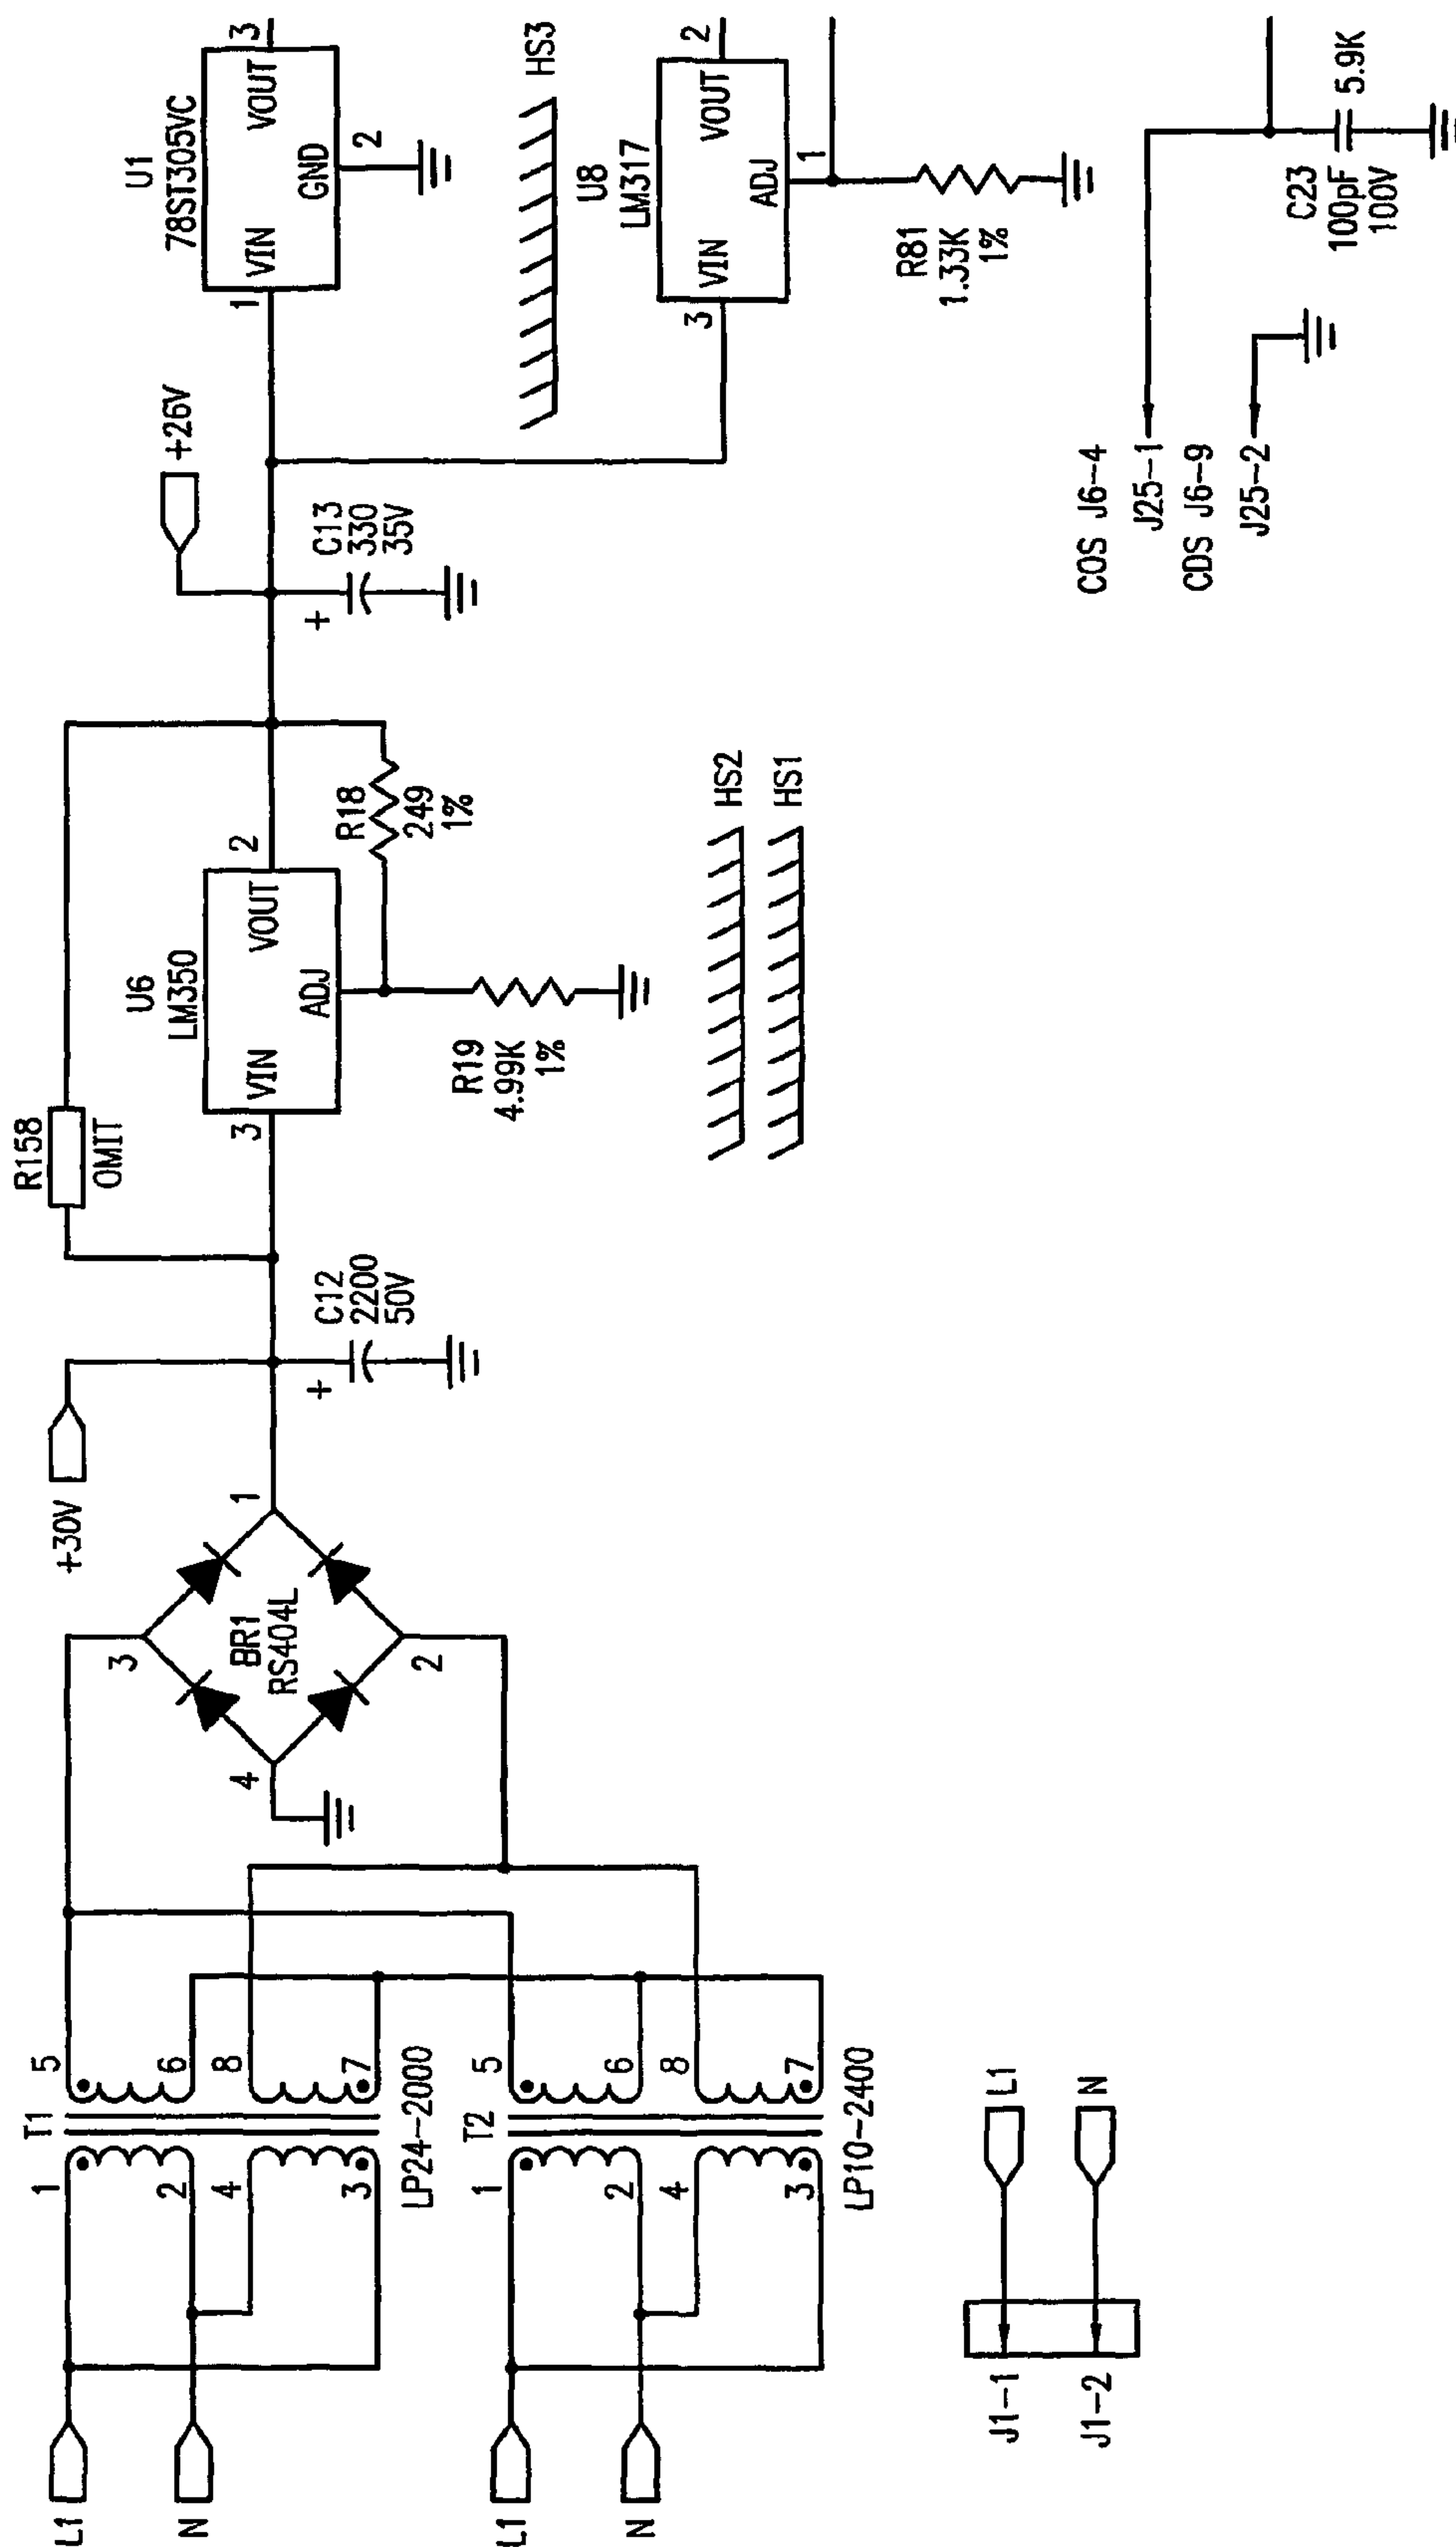 L1
N
L1
N
1
2
4
3
T1
5
6
8
7
LP24-2000
1
2
4
3
T2
5
6
8
7
LP10-2400
J1-1
J1-2
L1
N
3
4
2
1
BR1
RS404L
+30V
C12
2200
50V
+
R158
OMIT
U6
LM350
VIN
VOUT
ADJ
3
2
R18
249
1%
R19
4.99K
1%
HS2
HS1
+26V
C13
330
35V
+
U1
78ST305VC
VIN
VOUT
GND
1
2
3
HS3
U8
LM317
VIN
VOUT
ADJ
3
2
1
R81
1.33K
1%
COS J6-4
J25-1
CDS J6-9
J25-2
C23
100pF
100V
5.9K